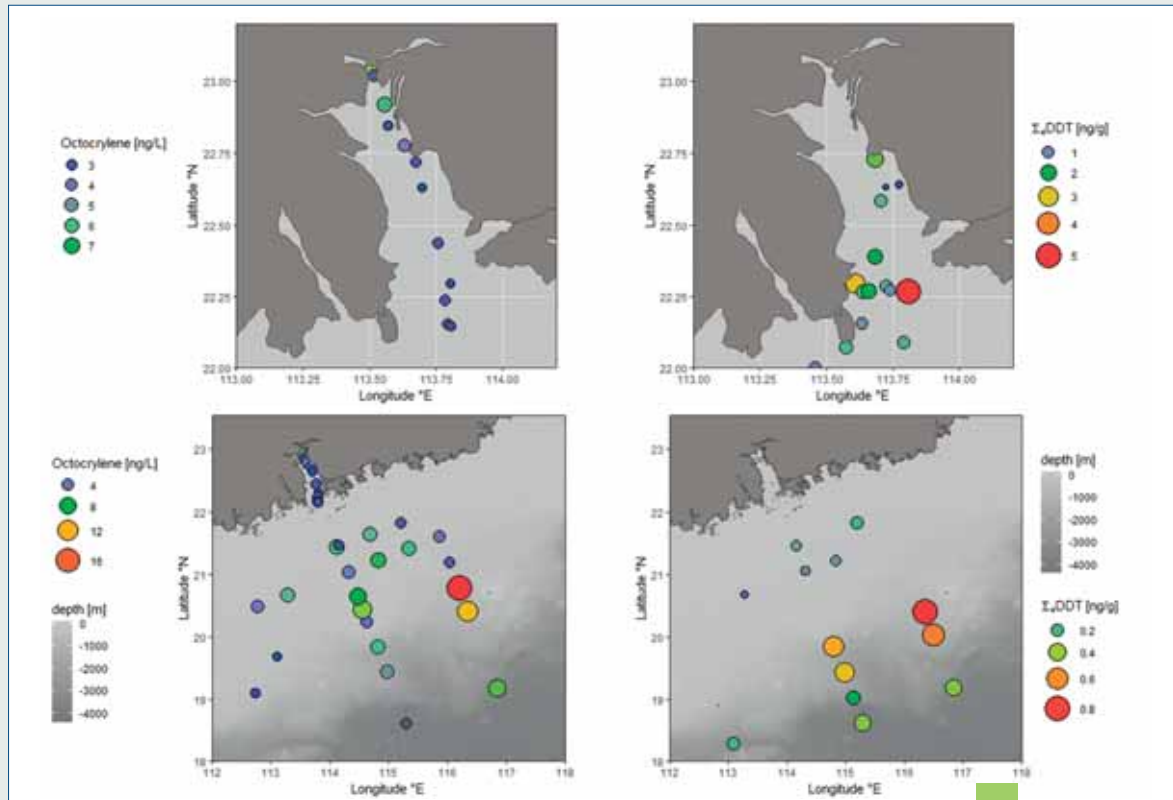 Octocrylene [ng/L]
3
4
5
6
7
Latitude °N
23.00
22.75
22.50
22.25
22.00
113.00 113.25 113.50 113.75 114.00
Longitude °E
Latitude °N
23.00
22.75
22.50
22.25
22.00
113.00 113.25 113.50 113.75 114.00
Longitude °E
DDT [ng/g]
1
2
3
4
5
Octocrylene [ng/L]
4
8
12
16
depth [m]
0
-1000
-2000
-3000
-4000
Latitude °N
23
22
21
20
19
18
112 113 114 115 116 117 118
Longitude °E
Latitude °N
23
22
21
20
19
18
112 113 114 115 116 117 118
Longitude °E
depth [m]
0
-1000
-2000
-3000
-4000
DDT [ng/g]
0.2
0.4
0.6
0.8